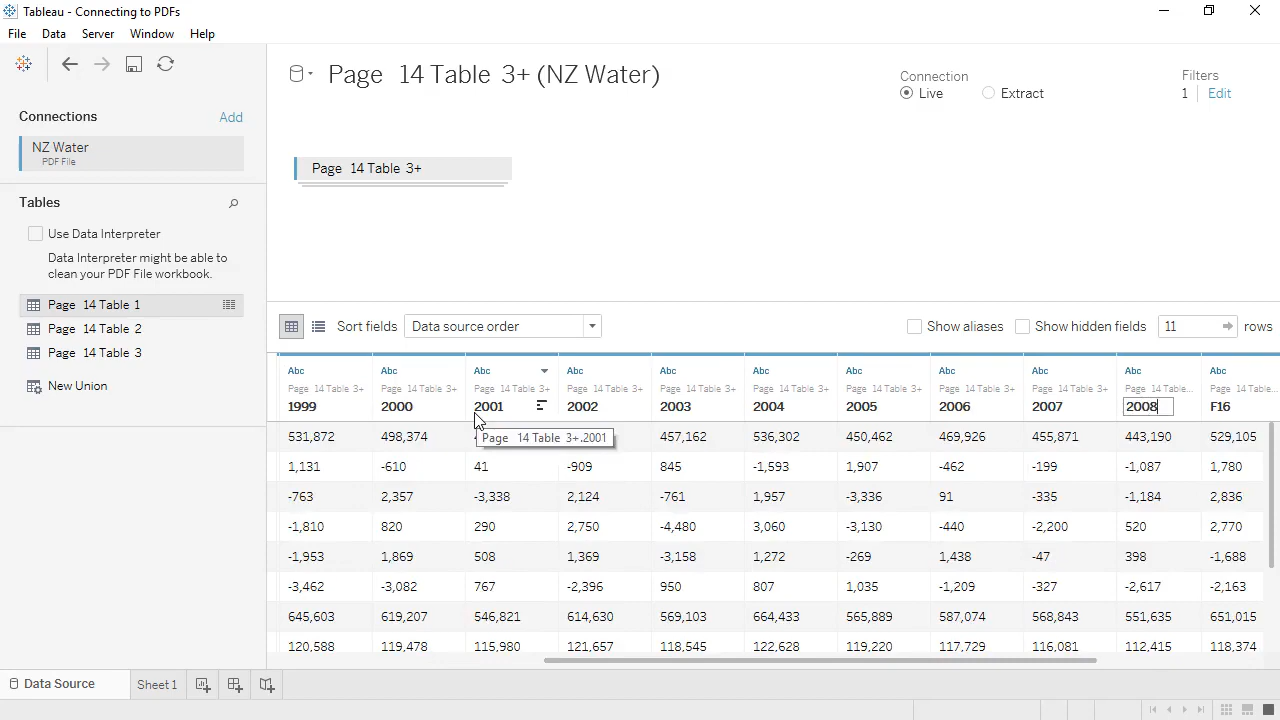 Tableau - Connecting to PDFs
File Data Server Window Help
Connections Add
NZ Water
PDF File
Tables
Use Data Interpreter
Data Interpreter might be able to
clean your PDF File workbook.
Page 14 Table 1
Page 14 Table 2
Page 14 Table 3
New Union
Page 14 Table 3+ (NZ Water)
Connection
Live Extract
Filters
1 Edit
Page 14 Table 3+
Sort fields Data source order Show aliases Show hidden fields 11 rows
Abc Abc Abc Abc Abc Abc Abc Abc Abc Abc Abc
Page 14 Table 3+ Page 14 Table 3+ Page 14 Table 3+ Page 14 Table 3+ Page 14 Table 3+ Page 14 Table 3+ Page 14 Table 3+ Page 14 Table 3+ Page 14 Table 3+ Page 14 Table... Page 14 Table...
1999 2000 2001 2002 2003 2004 2005 2006 2007 2008 F16
531,872 498,374 457,162 536,302 450,462 469,926 455,871 443,190 529,105
Page 14 Table 3+.2001
1,131 -610 41 -909 845 -1,593 1,907 -462 -199 -1,087 1,780
-763 2,357 -3,338 2,124 -761 1,957 -3,336 91 -335 -1,184 2,836
-1,810 820 290 2,750 -4,480 3,060 -3,130 -440 -2,200 520 2,770
-1,953 1,869 508 1,369 -3,158 1,272 -269 1,438 -47 398 -1,688
-3,462 -3,082 767 -2,396 950 807 1,035 -1,209 -327 -2,617 -2,163
645,603 619,207 546,821 614,630 569,103 664,433 565,889 587,074 568,843 551,635 651,015
120,588 119,478 115,980 121,657 118,545 122,628 119,220 117,729 116,081 112,415 118,374
Data Source Sheet 1